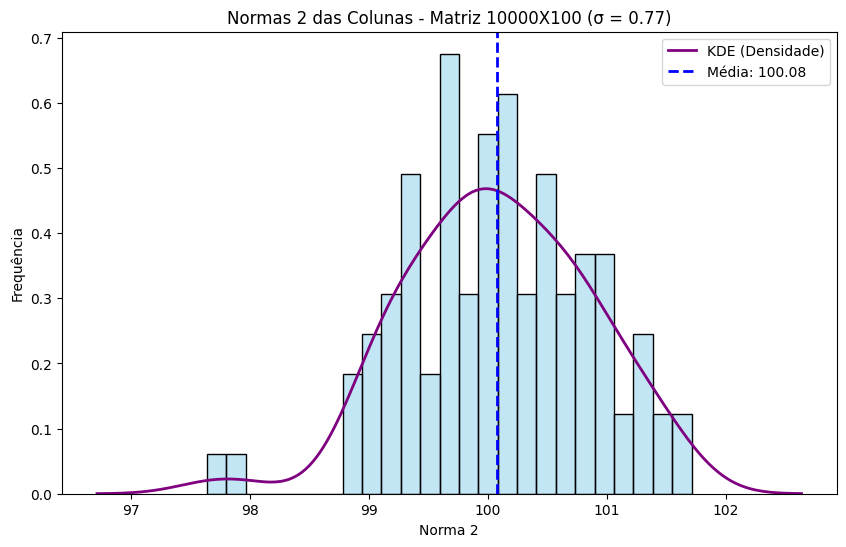 Normas 2 das Colunas - Matriz 10000X100 (σ = 0.77)
KDE (Densidade)
Média: 100.08
Frequência
0.7
0.6
0.5
0.4
0.3
0.2
0.1
0.0
97 98 99 100 101 102
Norma 2